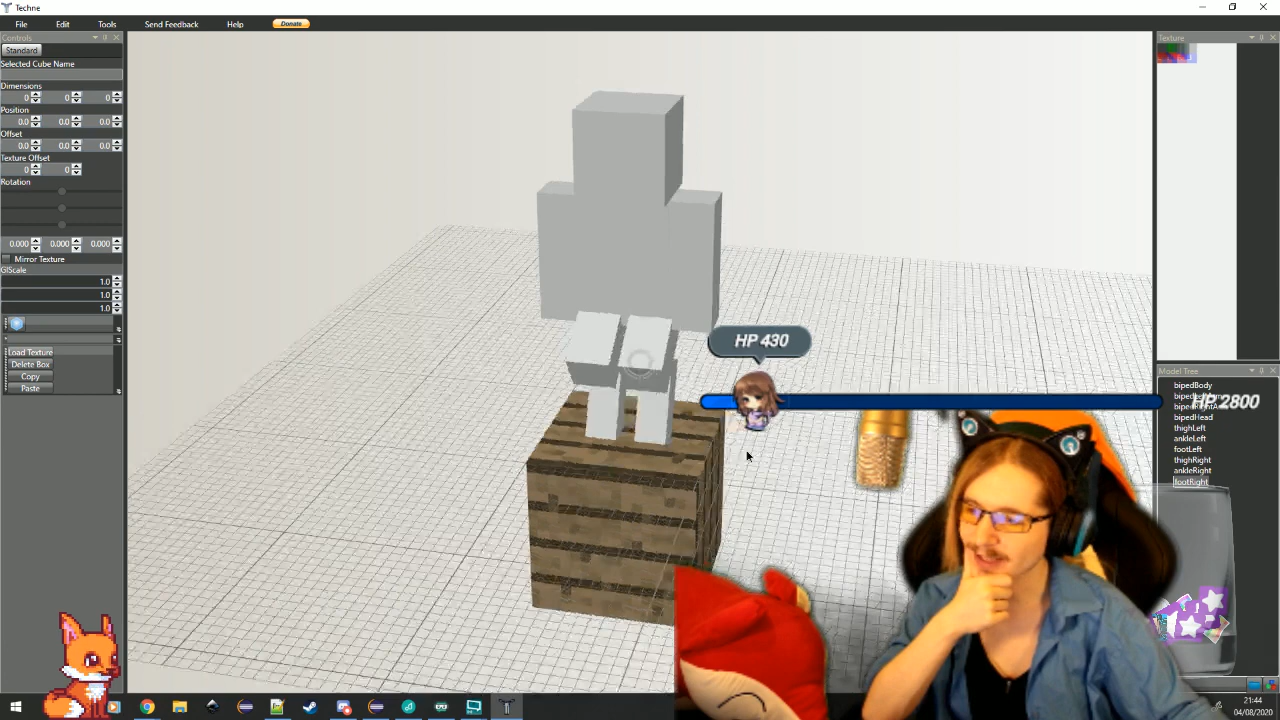 Techne
File Edit Tools Send Feedback Help Donate
Controls
Standard
Selected Cube Name
Dimensions
0 0 0
Position
0.0 0.0 0.0
Offset
0.0 0.0 0.0
Texture Offset
0 0
Rotation
0.000 0.000 0.000
Mirror Texture
GlScale
1.0
1.0
1.0
Load Texture
Delete Box
Copy
Paste
HP 430
HP 2800
Texture
Model Tree
bipedBody
bipedHead
thighLeft
ankleLeft
footLeft
thighRight
ankleRight
footRight
21:44
04/08/2020